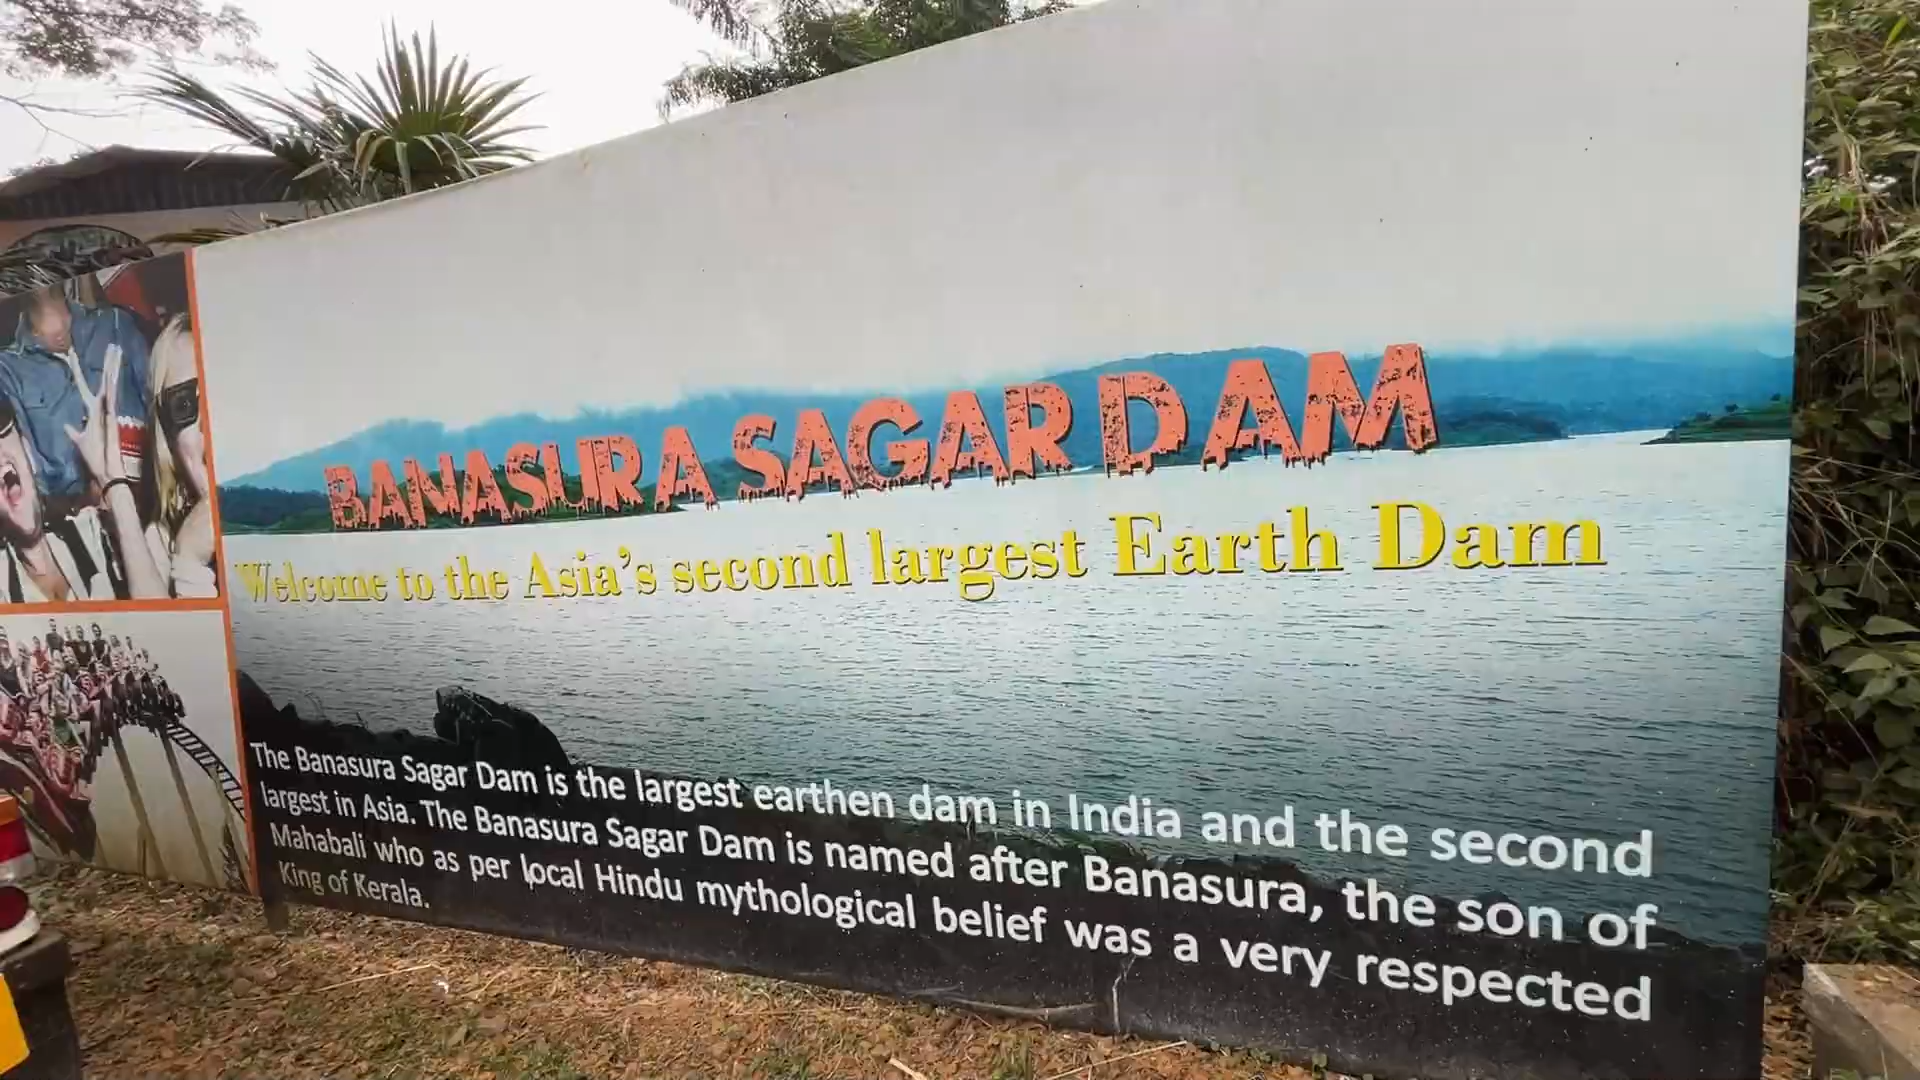 BANASURA SAGAR DAM
Welcome to the Asia's second largest Earth Dam
The Banasura Sagar Dam is the largest earthen dam in India and the second
largest in Asia. The Banasura Sagar Dam is named after Banasura, the son of
Mahabali who as per local Hindu mythological belief was a very respected
King of Kerala.